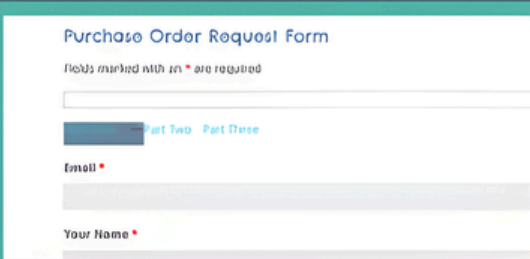 Purchase Order Request Form
Fields marked with an * are required
Part Two Part Three
Email *
Your Name *